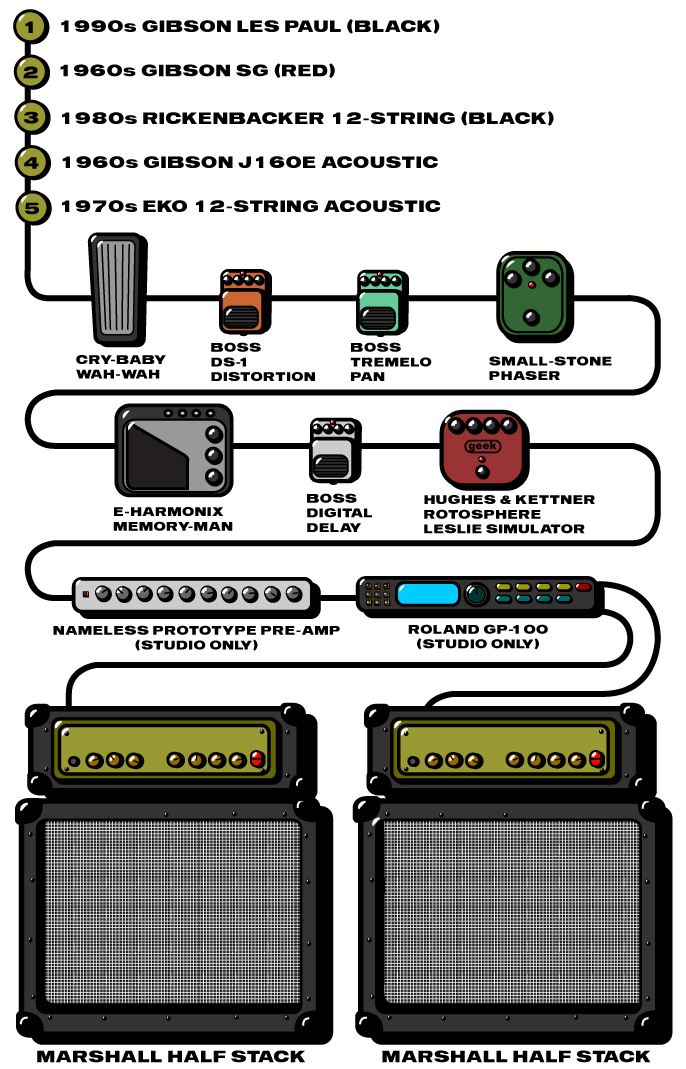 1 1990s GIBSON LES PAUL (BLACK)
2 1960s GIBSON SG (RED)
3 1980s RICKENBACKER 12-STRING (BLACK)
4 1960s GIBSON J160E ACOUSTIC
5 1970s EKO 12-STRING ACOUSTIC
CRY-BABY
WAH-WAH
BOSS
DS-1
DISTORTION
BOSS
TREMELO
PAN
SMALL-STONE
PHASER
E-HARMONIX
MEMORY-MAN
BOSS
DIGITAL
DELAY
geek
HUGHES & KETTNER
ROTOSPHERE
LESLIE SIMULATOR
NAMELESS PROTOTYPE PRE-AMP
(STUDIO ONLY)
ROLAND GP-100
(STUDIO ONLY)
MARSHALL HALF STACK
MARSHALL HALF STACK